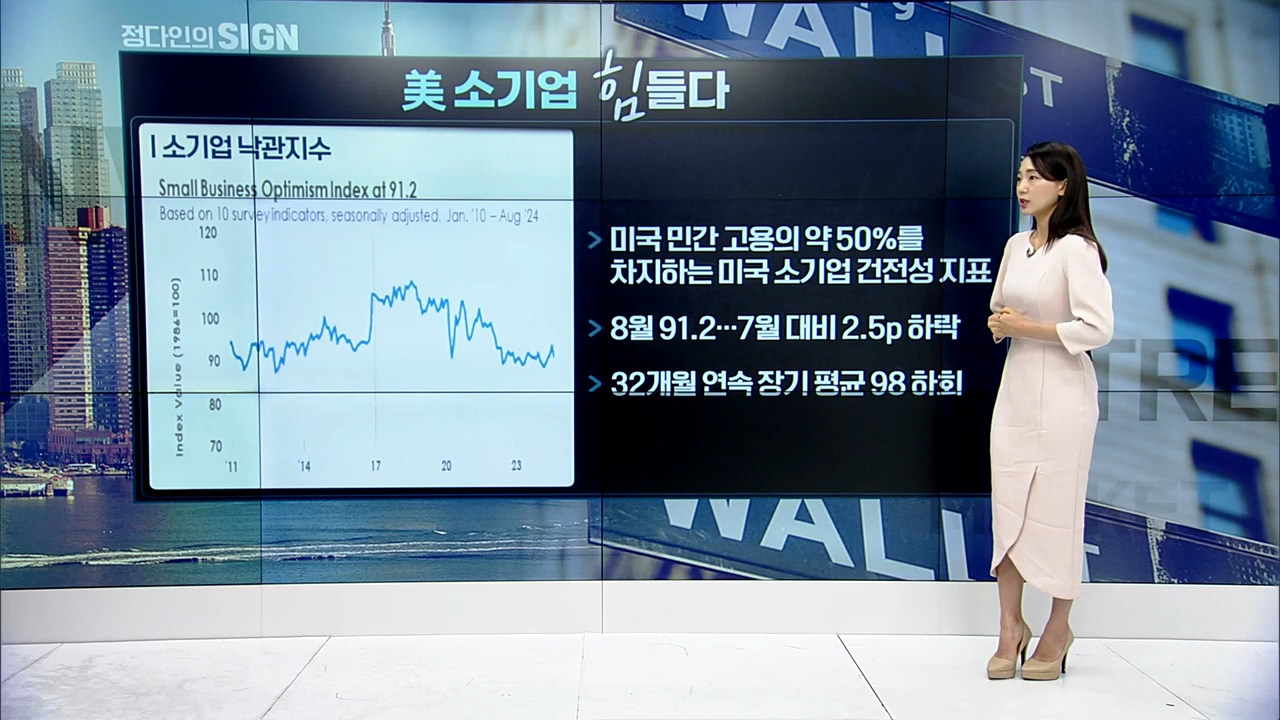 정다인의 SIGN
WALL
ST
美 소기업 힘들다
소기업 낙관지수
Small Business Optimism Index at 91.2
Based on 10 survey indicators, seasonally adjusted, Jan. '10 – Aug '24
Index Value (1986=100)
120
110
100
90
80
70
'11 '14 17 20 23
> 미국 민간 고용의 약 50%를
차지하는 미국 소기업 건전성 지표
> 8월 91.2…7월 대비 2.5p 하락
> 32개월 연속 장기 평균 98 하회
TRE
KET
WALL